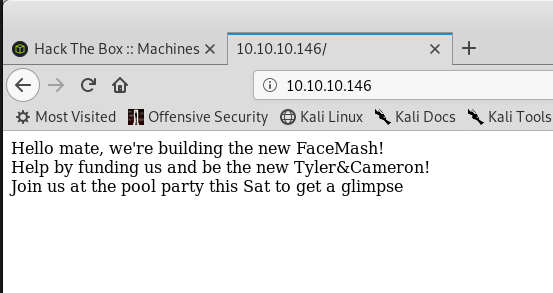 Hack The Box :: Machines
10.10.10.146/
10.10.10.146
Most Visited Offensive Security Kali Linux Kali Docs Kali Tools
Hello mate, we're building the new FaceMash!
Help by funding us and be the new Tyler&Cameron!
Join us at the pool party this Sat to get a glimpse